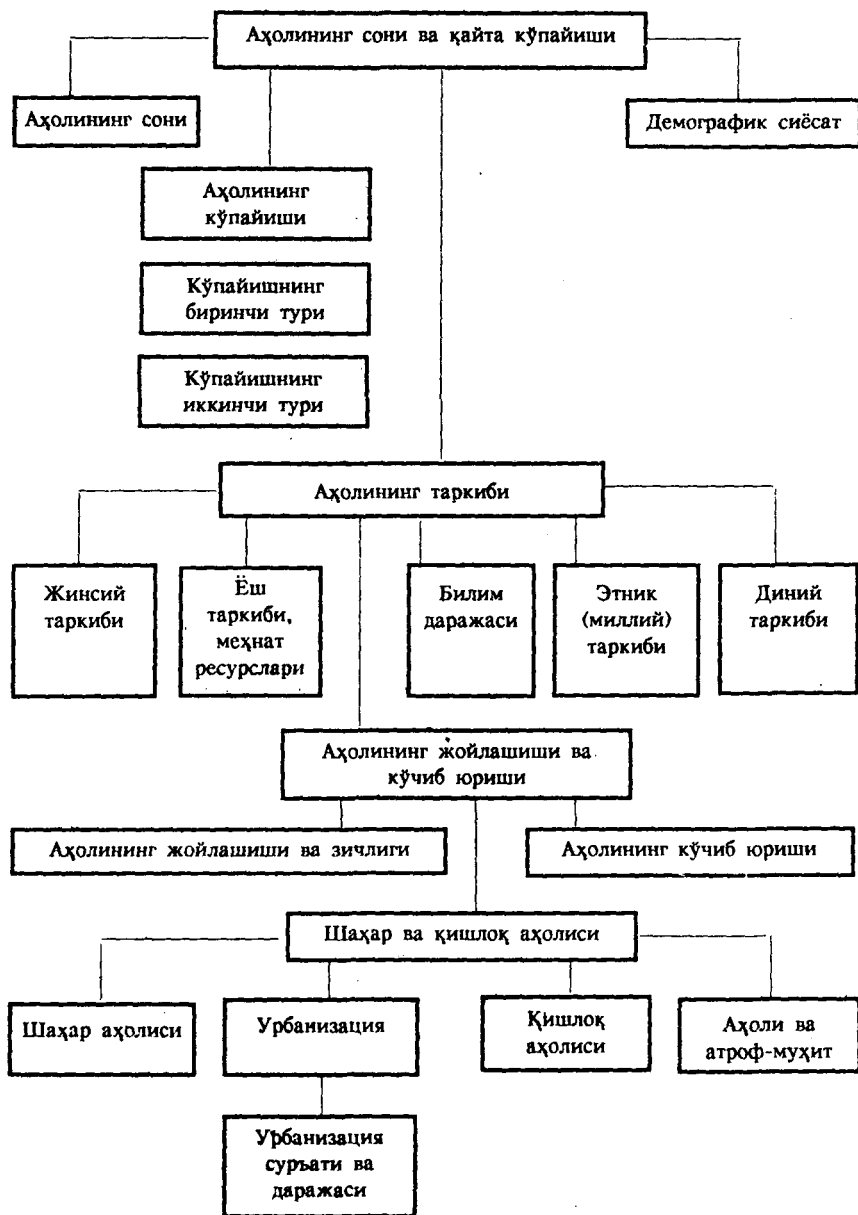 Аҳолининг сони ва қайта кўпайиши
Аҳолининг сони
Демографик сиёсат
Аҳолининг
кўпайиши
Кўпайишнинг
биринчи тури
Кўпайишнинг
иккинчи тури
Аҳолининг таркиби
Жинсий
таркиби
Ёш
таркиби,
меҳнат
ресурслари
Билим
даражаси
Этник
(миллий)
таркиби
Диний
таркиби
Аҳолининг жойлашиши ва
кўчиб юриши
Аҳолининг жойлашиши ва зичлиги
Аҳолининг кўчиб юриши
Шаҳар ва қишлоқ аҳолиси
Шаҳар аҳолиси
Урбанизация
Қишлоқ
аҳолиси
Аҳоли ва
атроф-муҳит
Урбанизация
суръати ва
даражаси